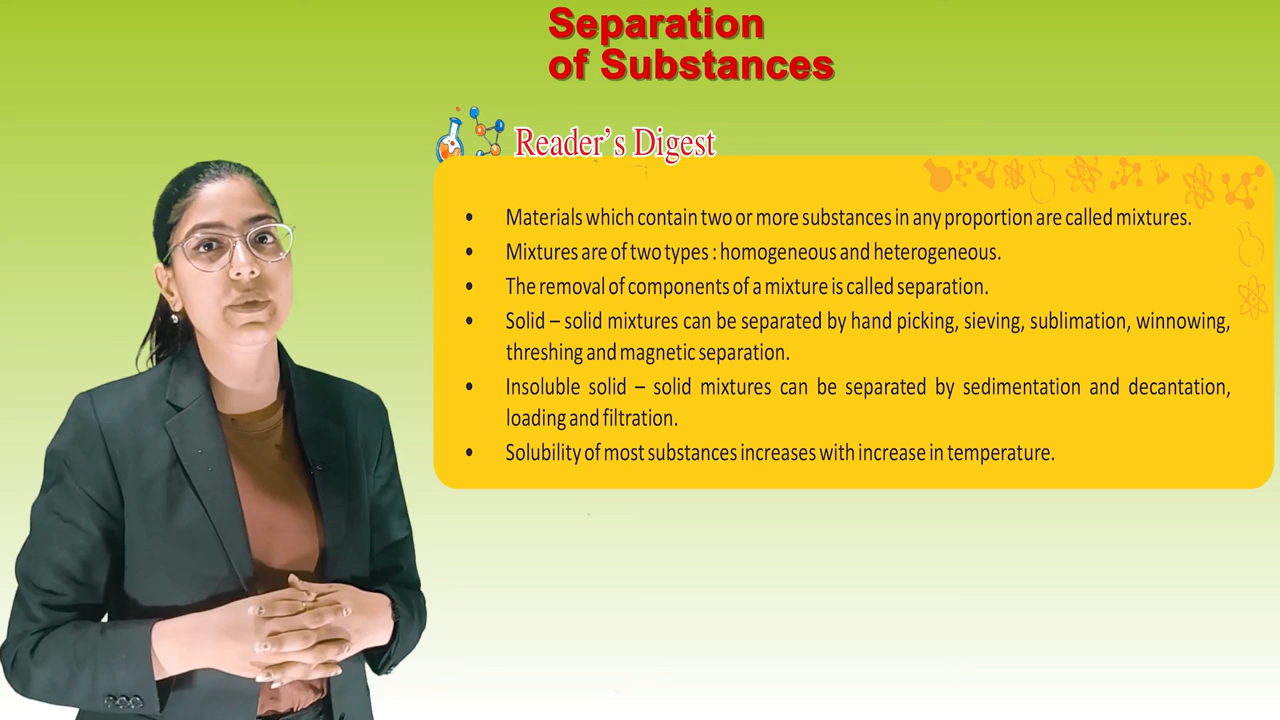 Separation
of Substances
Reader's Digest
• Materials which contain two or more substances in any proportion are called mixtures.
• Mixtures are of two types : homogeneous and heterogeneous.
• The removal of components of a mixture is called separation.
• Solid – solid mixtures can be separated by hand picking, sieving, sublimation, winnowing,
threshing and magnetic separation.
• Insoluble solid – solid mixtures can be separated by sedimentation and decantation,
loading and filtration.
• Solubility of most substances increases with increase in temperature.